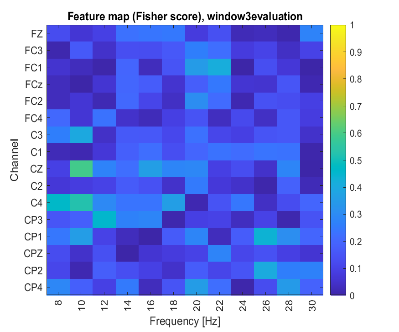 Feature map (Fisher score), window3evaluation
Channel
FZ
FC3
FC1
FCz
FC2
FC4
C3
C1
CZ
C2
C4
CP3
CP1
CPZ
CP2
CP4
8 10 12 14 16 18 20 22 24 26 28 30
Frequency [Hz]
1
0.9
0.8
0.7
0.6
0.5
0.4
0.3
0.2
0.1
0